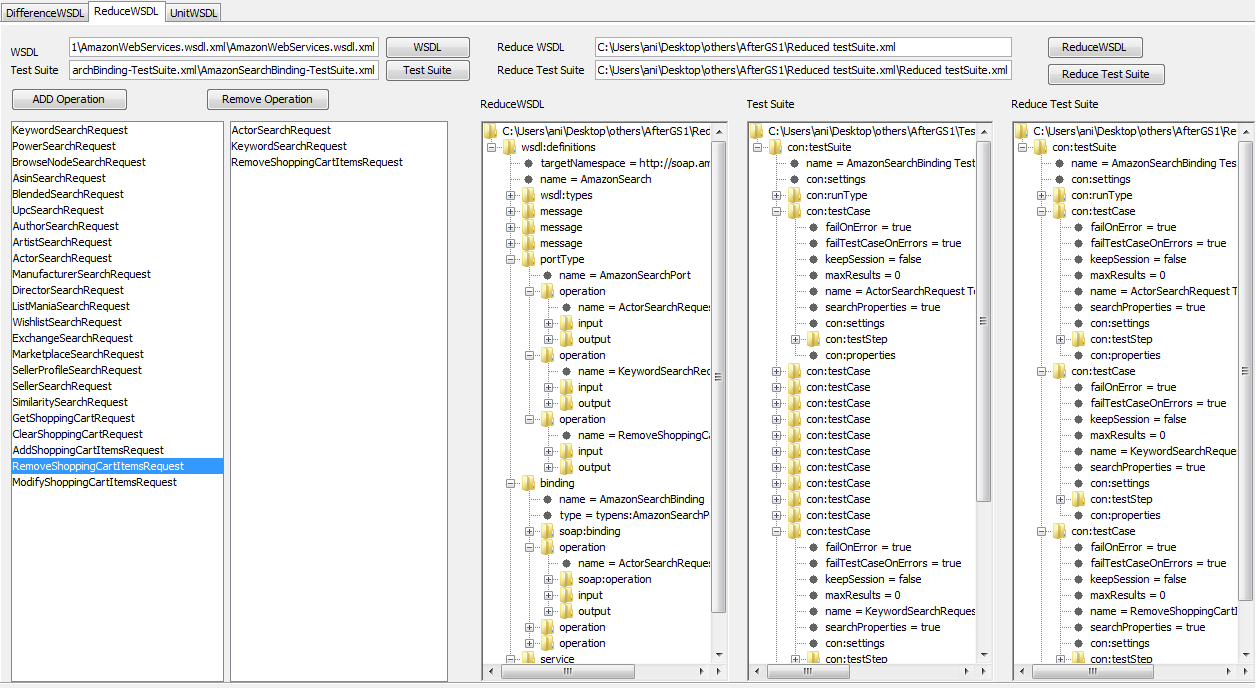 DifferenceWSDL ReduceWSDL UnitWSDL
WSDL 1\AmazonWebServices.wsdl.xml\AmazonWebServices.wsdl.xml WSDL Reduce WSDL C:\Users\ani\Desktop\others\AfterGS1\Reduced testSuite.xml ReduceWSDL
Test Suite archBinding-TestSuite.xml\AmazonSearchBinding-TestSuite.xml Test Suite Reduce Test Suite C:\Users\ani\Desktop\others\AfterGS1\Reduced testSuite.xml\Reduced testSuite.xml Reduce Test Suite
ADD Operation Remove Operation
KeywordSearchRequest
PowerSearchRequest
BrowseNodeSearchRequest
AsinSearchRequest
BlendedSearchRequest
UpcSearchRequest
AuthorSearchRequest
ArtistSearchRequest
ActorSearchRequest
ManufacturerSearchRequest
DirectorSearchRequest
ListManiaSearchRequest
WishlistSearchRequest
ExchangeSearchRequest
MarketplaceSearchRequest
SellerProfileSearchRequest
SellerSearchRequest
SimilaritySearchRequest
GetShoppingCartRequest
ClearShoppingCartRequest
AddShoppingCartItemsRequest
RemoveShoppingCartItemsRequest
ModifyShoppingCartItemsRequest
ActorSearchRequest
KeywordSearchRequest
RemoveShoppingCartItemsRequest
ReduceWSDL
C:\Users\ani\Desktop\others\AfterGS1\Rec
wsdl:definitions
targetNamespace = http://soap.am
name = AmazonSearch
wsdl:types
message
message
message
portType
name = AmazonSearchPort
operation
name = ActorSearchReques
input
output
operation
name = KeywordSearchRec
input
output
operation
name = RemoveShoppingCa
input
output
binding
name = AmazonSearchBinding
type = typens:AmazonSearchP
soap:binding
operation
name = ActorSearchReques
soap:operation
input
output
operation
operation
service
Test Suite
C:\Users\ani\Desktop\others\AfterGS1\Tes
con:testSuite
name = AmazonSearchBinding Test
con:settings
con:runType
con:testCase
failOnError = true
failTestCaseOnErrors = true
keepSession = false
maxResults = 0
name = ActorSearchRequest Te
searchProperties = true
con:settings
con:testStep
con:properties
con:testCase
con:testCase
con:testCase
con:testCase
con:testCase
con:testCase
con:testCase
con:testCase
con:testCase
con:testCase
con:testCase
failOnError = true
failTestCaseOnErrors = true
keepSession = false
maxResults = 0
name = KeywordSearchReques
searchProperties = true
con:settings
con:testStep
Reduce Test Suite
C:\Users\ani\Desktop\others\AfterGS1\Re
con:testSuite
name = AmazonSearchBinding Tes
con:settings
con:runType
con:testCase
failOnError = true
failTestCaseOnErrors = true
keepSession = false
maxResults = 0
name = ActorSearchRequest T
searchProperties = true
con:settings
con:testStep
con:properties
con:testCase
failOnError = true
failTestCaseOnErrors = true
keepSession = false
maxResults = 0
name = KeywordSearchReque
searchProperties = true
con:settings
con:testStep
con:properties
con:testCase
failOnError = true
failTestCaseOnErrors = true
keepSession = false
maxResults = 0
name = RemoveShoppingCartI
searchProperties = true
con:settings
con:testStep